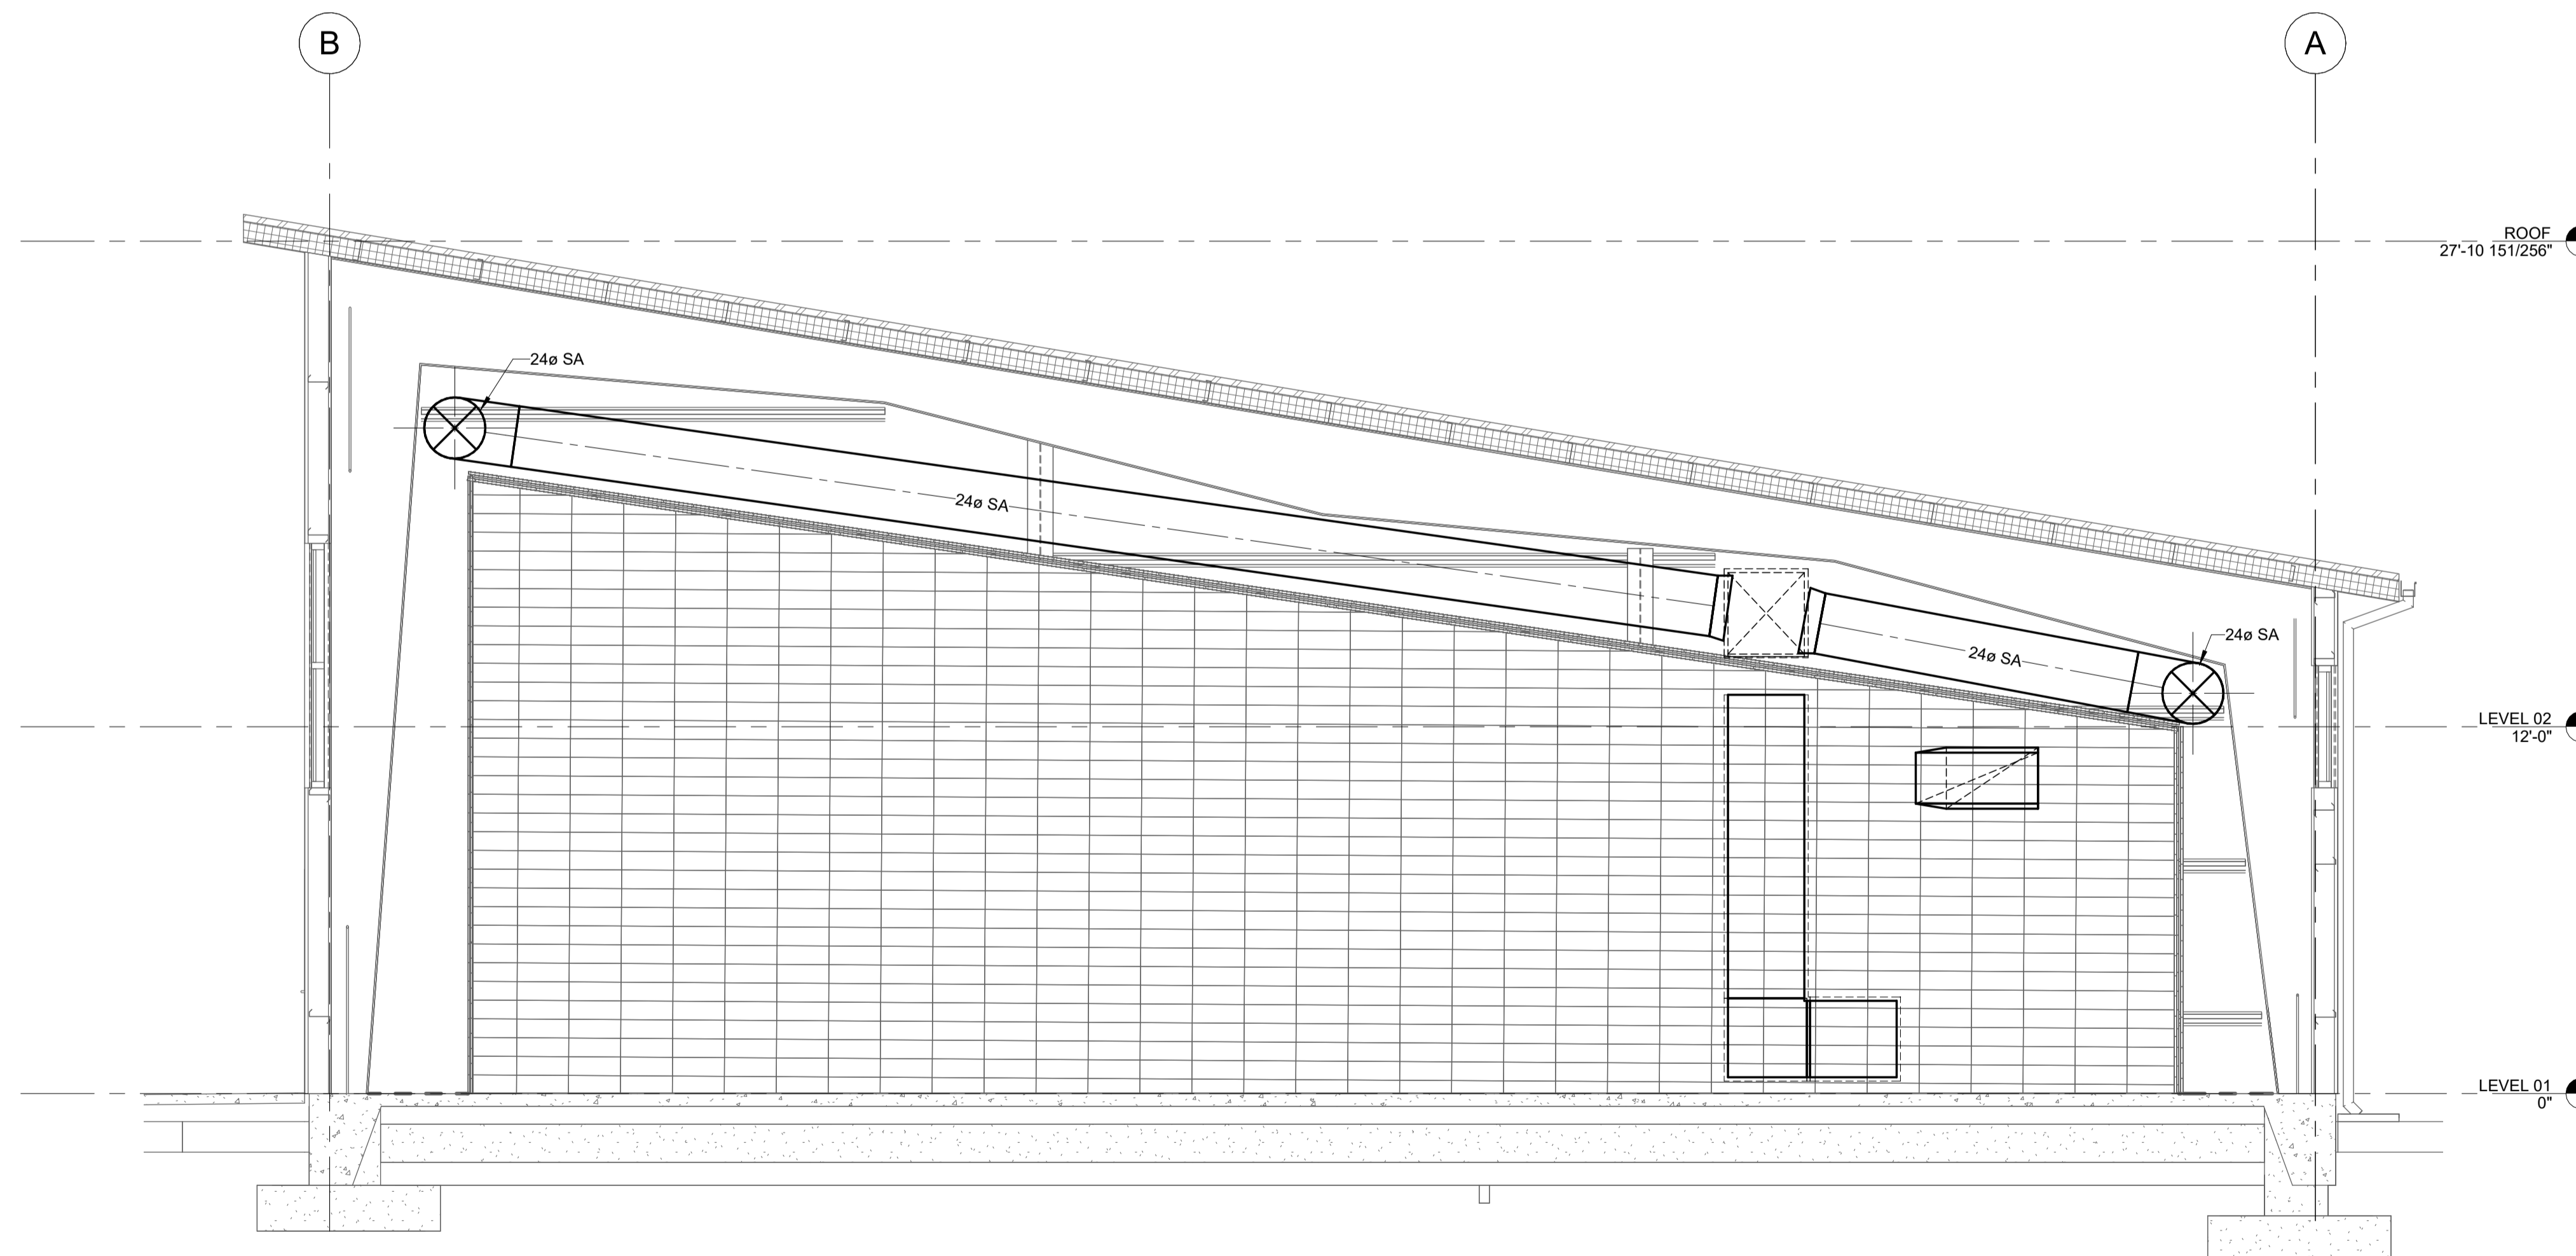 B
A
ROOF
27'-10 151/256"
24ø SA
24ø SA
24ø SA
24ø SA
LEVEL 02
12'-0"
LEVEL 01
0"